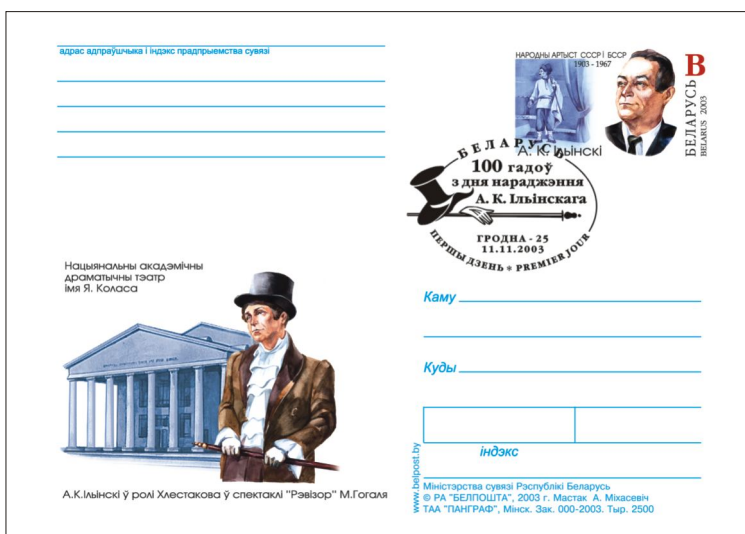 адрас адпраўшчыка і індэкс прадпрыемства сувязі
НАРОДНЫ АРТЫСТ СССР І БССР
1903 - 1967
В
БЕЛАРУСЬ 2003
BELARUS
А. К. Ільінскі
БЕЛАРУСЬ
100 гадоў
з дня нараджэння
А. К. Ільінскага
ГРОДНА - 25
11.11.2003
ПЕРШЫ ДЗЕНЬ * PREMIER JOUR
Нацыянальны акадэмічны
драматычны тэатр
імя Я. Коласа
А.К.Ільінскі ў ролі Хлестакова ў спектаклі "Рэвізор" М.Гогаля
Каму
Куды
індэкс
www.belpost.by
Міністэрства сувязі Рэспублікі Беларусь
© РА "БЕЛПОШТА", 2003 г. Мастак А. Міхасевіч
ТАА "ПАНГРАФ", Мінск. Зак. 000-2003. Тыр. 2500